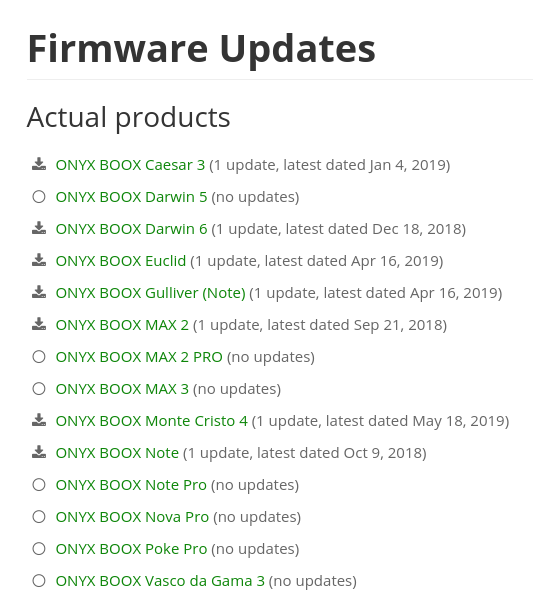 Firmware Updates
Actual products
ONYX BOOX Caesar 3 (1 update, latest dated Jan 4, 2019)
ONYX BOOX Darwin 5 (no updates)
ONYX BOOX Darwin 6 (1 update, latest dated Dec 18, 2018)
ONYX BOOX Euclid (1 update, latest dated Apr 16, 2019)
ONYX BOOX Gulliver (Note) (1 update, latest dated Apr 16, 2019)
ONYX BOOX MAX 2 (1 update, latest dated Sep 21, 2018)
ONYX BOOX MAX 2 PRO (no updates)
ONYX BOOX MAX 3 (no updates)
ONYX BOOX Monte Cristo 4 (1 update, latest dated May 18, 2019)
ONYX BOOX Note (1 update, latest dated Oct 9, 2018)
ONYX BOOX Note Pro (no updates)
ONYX BOOX Nova Pro (no updates)
ONYX BOOX Poke Pro (no updates)
ONYX BOOX Vasco da Gama 3 (no updates)